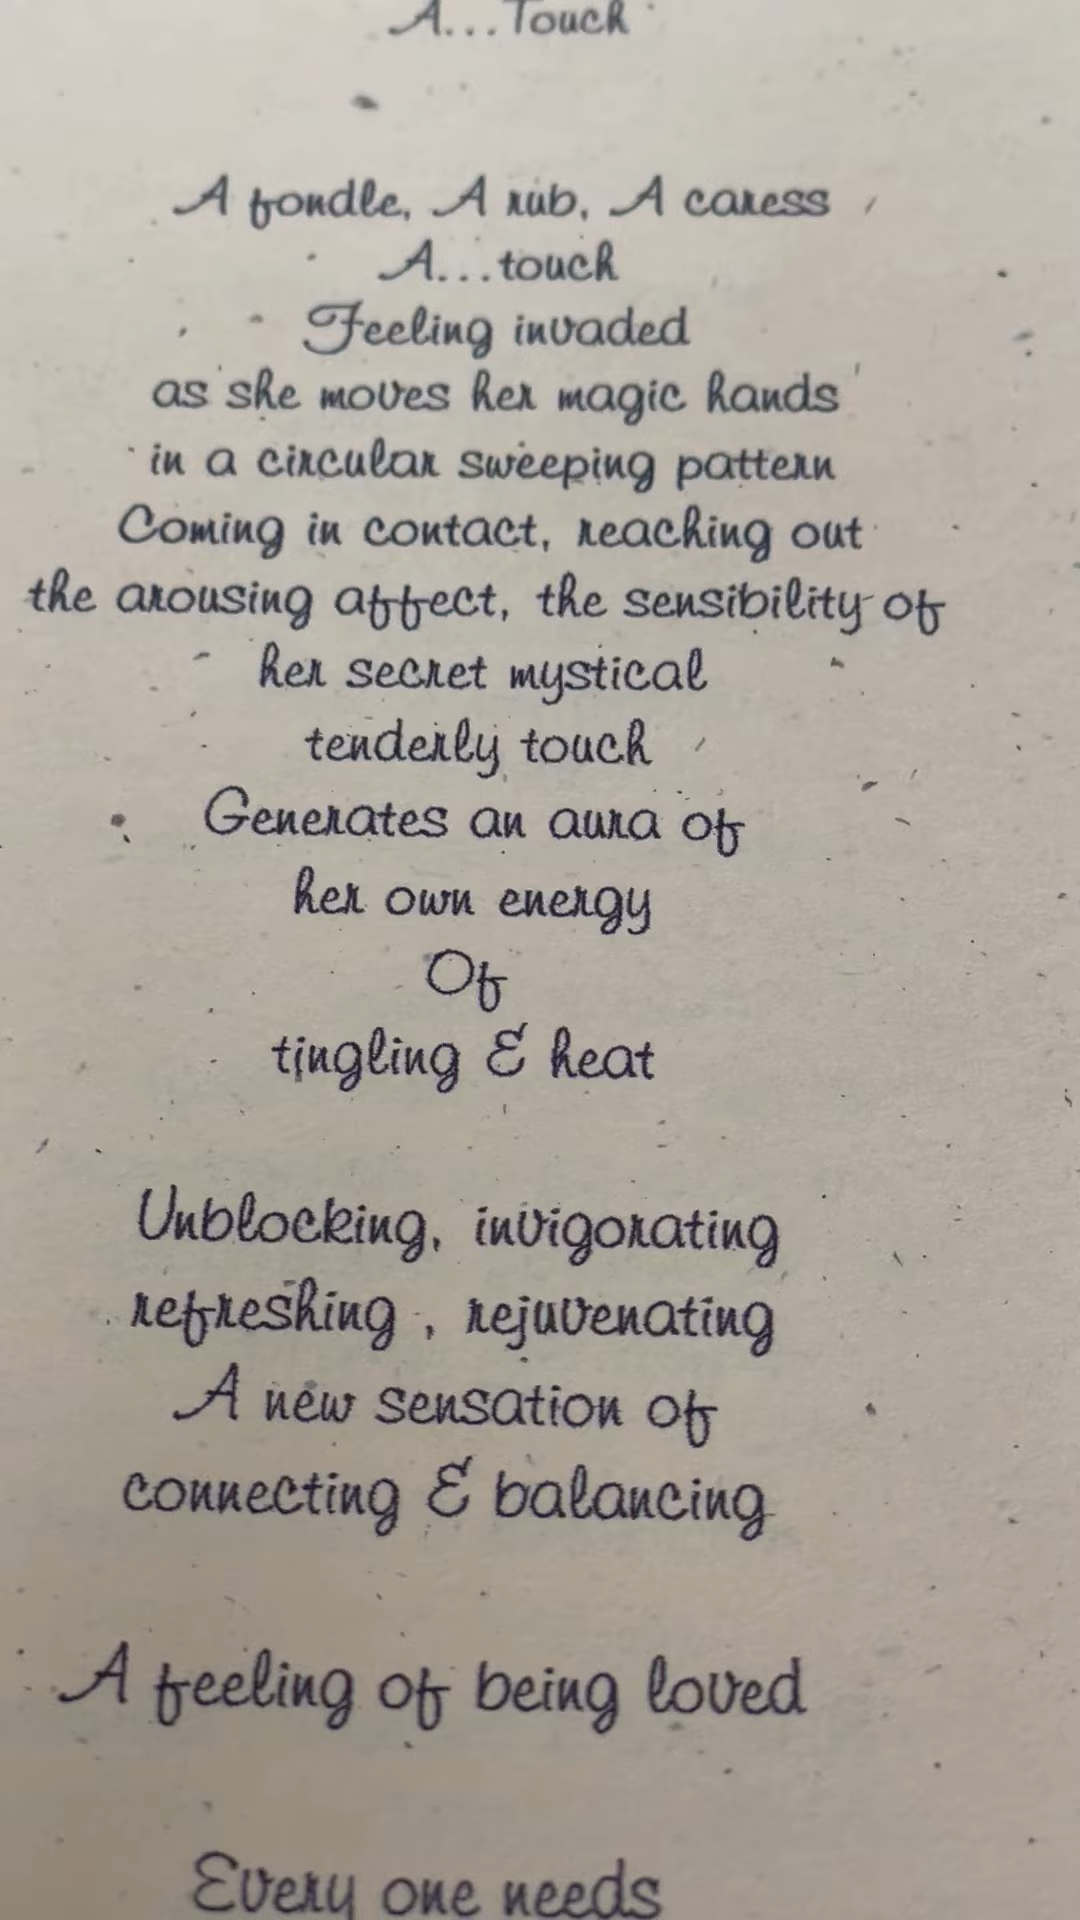 A...Touch
A fondle, A rub, A caress
A...touch
Feeling invaded
as she moves her magic hands
in a circular sweeping pattern
Coming in contact, reaching out
the arousing affect, the sensibility of
her secret mystical
tenderly touch
Generates an aura of
her own energy
Of
tingling & heat
Unblocking, invigorating
refreshing , rejuvenating
A new sensation of
connecting & balancing
A feeling of being loved
Every one needs